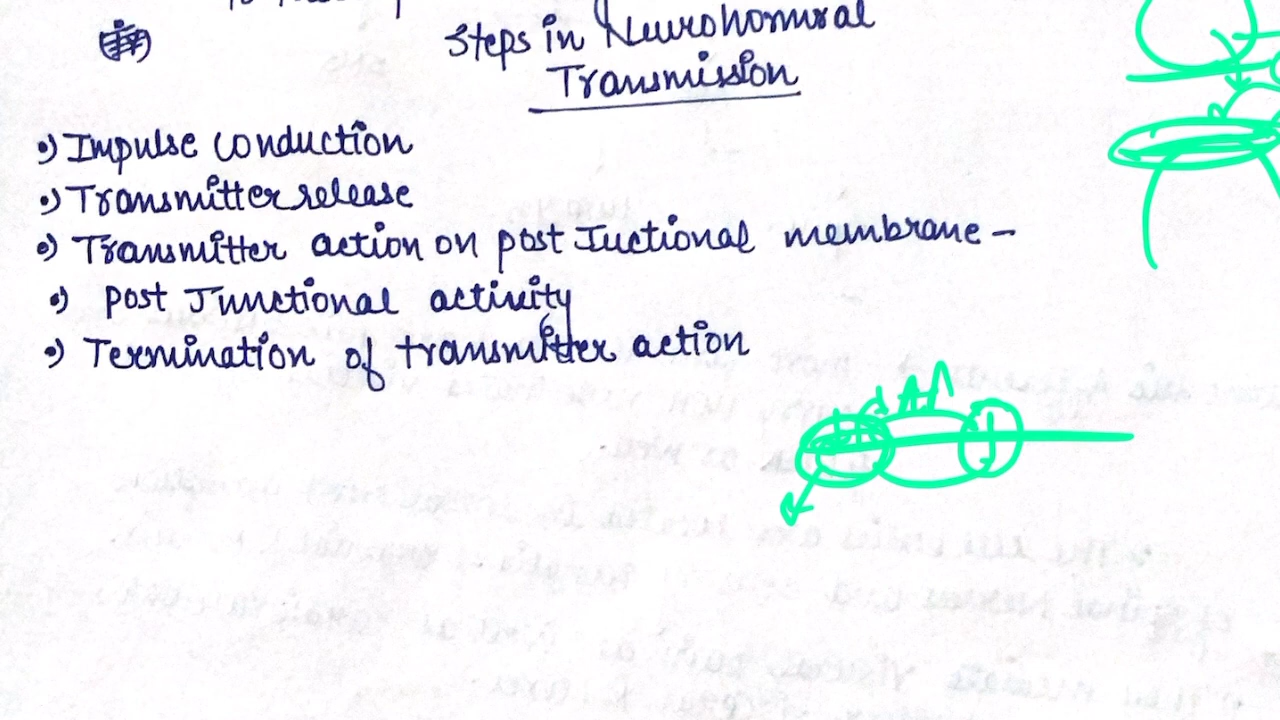 Steps in Neurohomural
Transmission
•) Impulse conduction
•) Transmitter release
•) Transmitter action on post Juctional membrane -
•) post Junctional activity
•) Termination of transmitter action